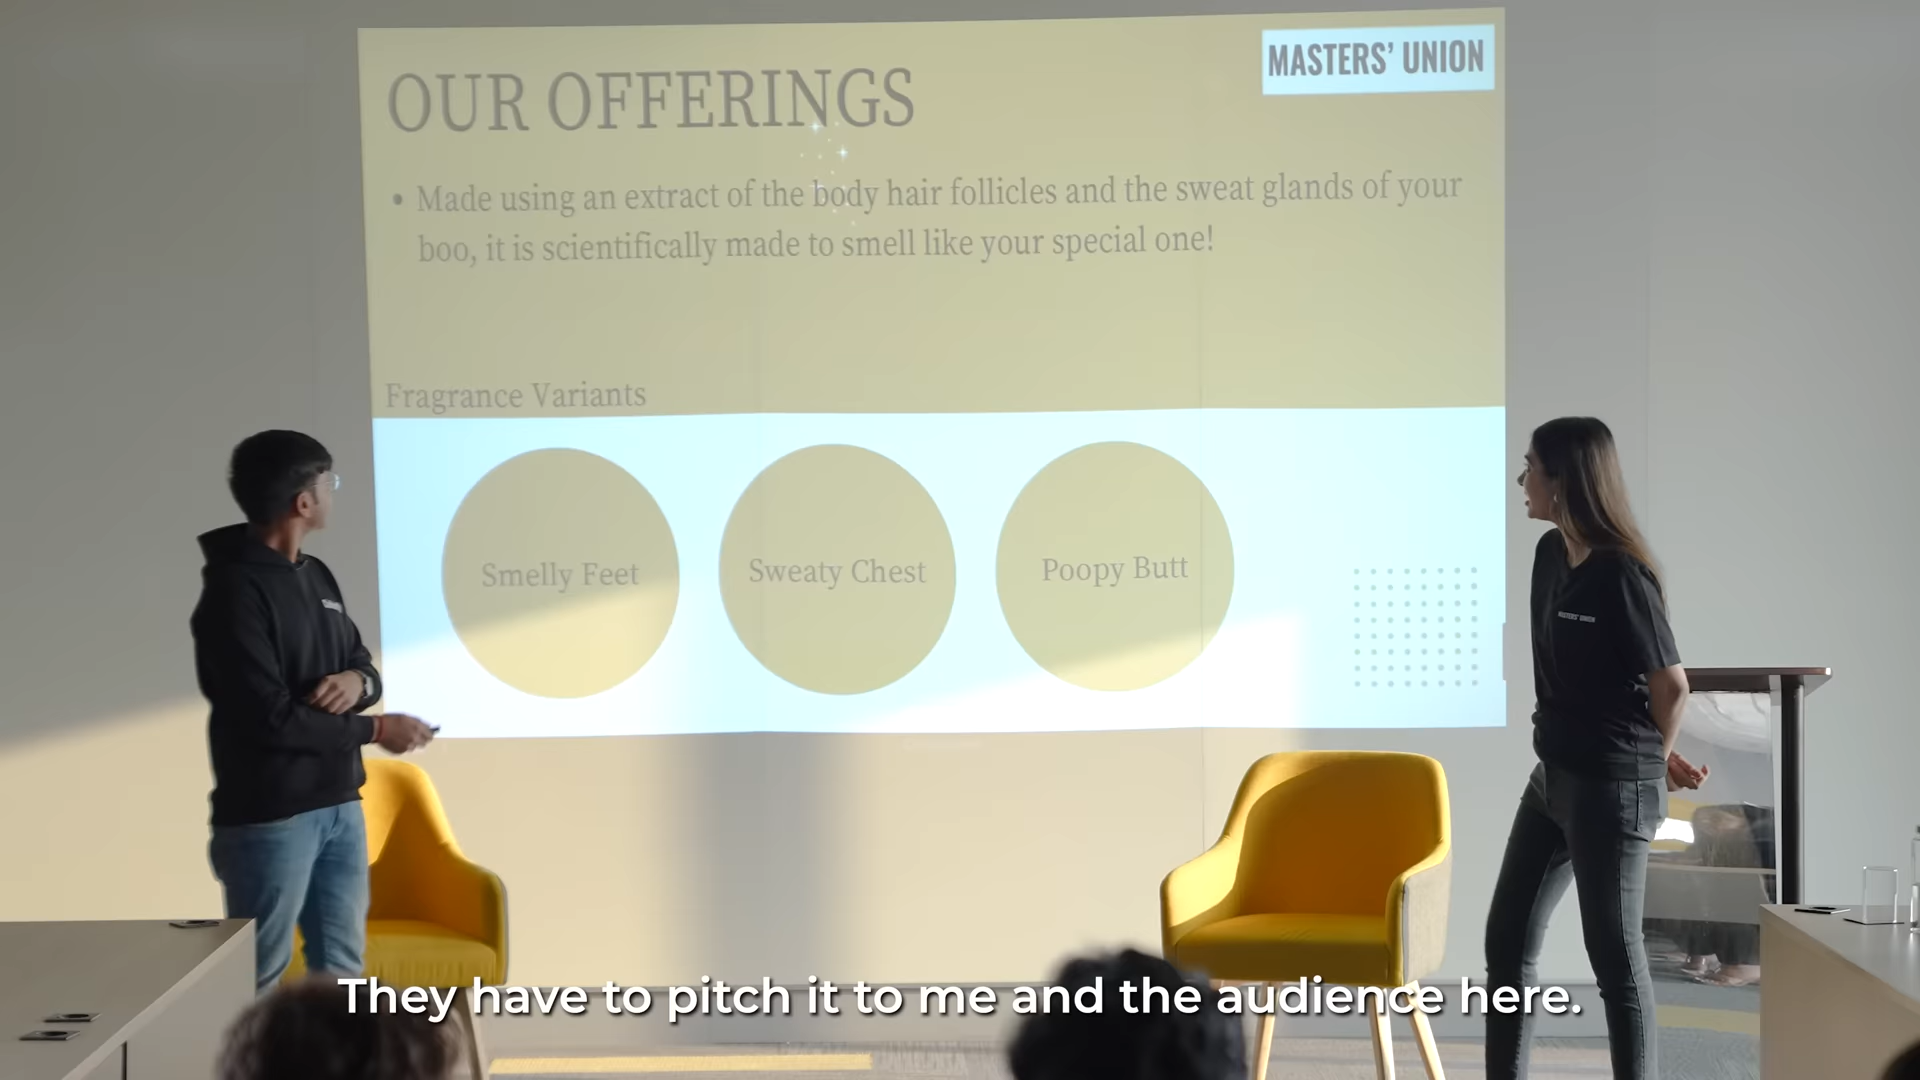 MASTERS' UNION
OUR OFFERINGS
• Made using an extract of the body hair follicles and the sweat glands of your
boo, it is scientifically made to smell like your special one!
Fragrance Variants
Smelly Feet
Sweaty Chest
Poopy Butt
MASTERS' UNION
They have to pitch it to me and the audience here.